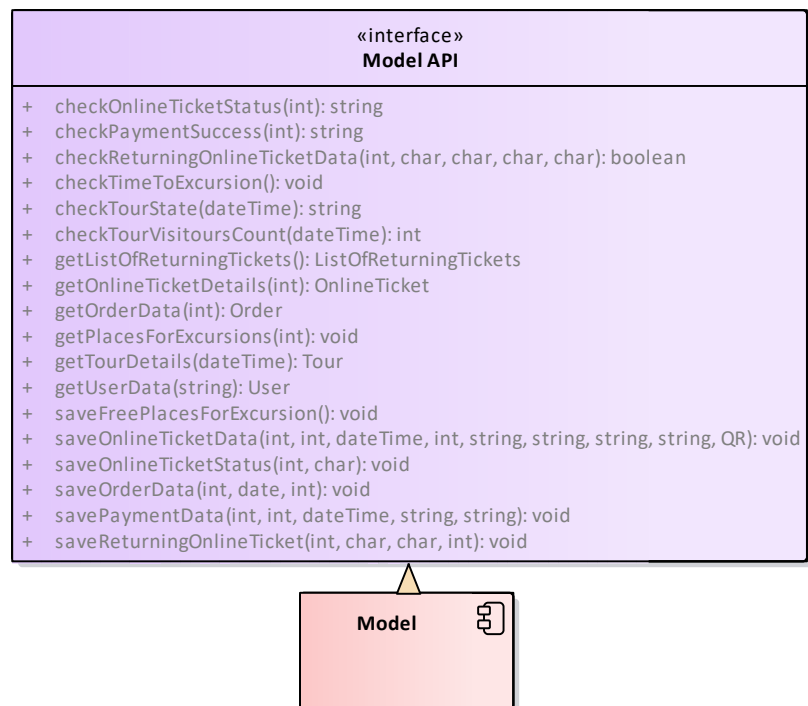 «interface»
Model API
+ checkOnlineTicketStatus(int): string
+ checkPaymentSuccess(int): string
+ checkReturningOnlineTicketData(int, char, char, char, char): boolean
+ checkTimeToExcursion(): void
+ checkTourState(dateTime): string
+ checkTourVisitoursCount(dateTime): int
+ getListOfReturningTickets(): ListOfReturningTickets
+ getOnlineTicketDetails(int): OnlineTicket
+ getOrderData(int): Order
+ getPlacesForExcursions(int): void
+ getTourDetails(dateTime): Tour
+ getUserData(string): User
+ saveFreePlacesForExcursion(): void
+ saveOnlineTicketData(int, int, dateTime, int, string, string, string, string, QR): void
+ saveOnlineTicketStatus(int, char): void
+ saveOrderData(int, date, int): void
+ savePaymentData(int, int, dateTime, string, string): void
+ saveReturningOnlineTicket(int, char, char, int): void
Model